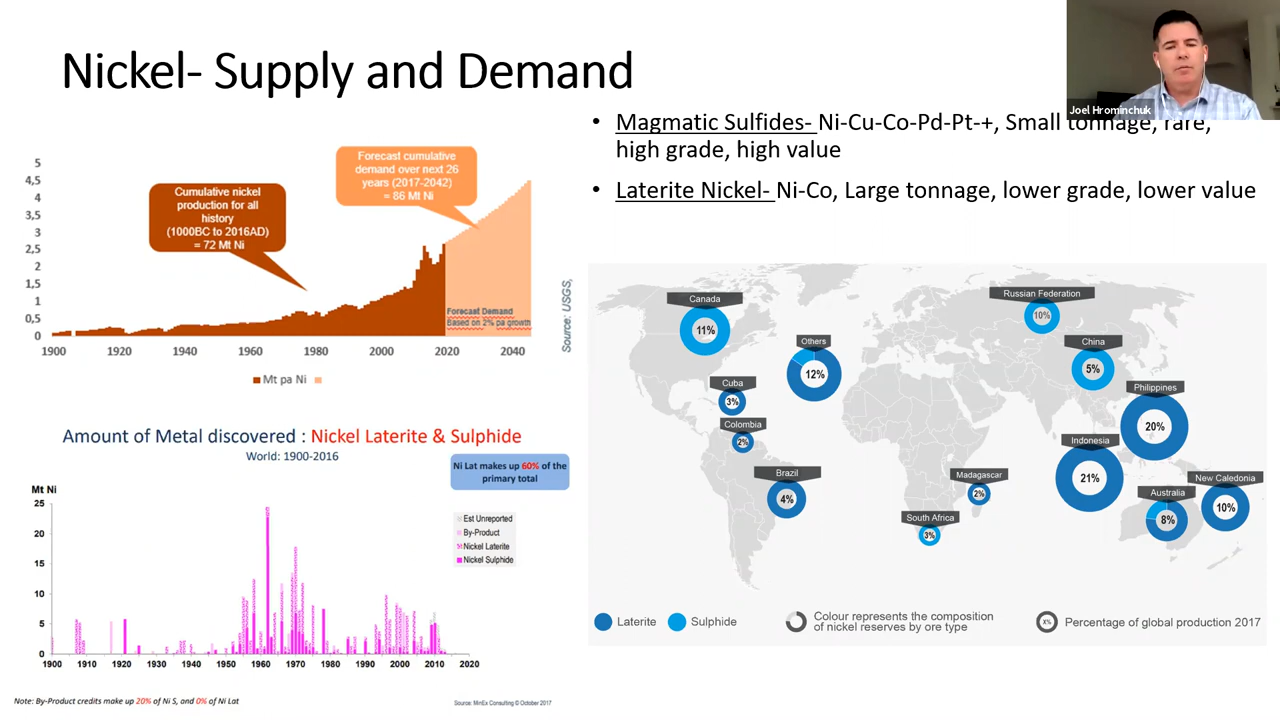 Nickel- Supply and Demand
Joel Hrominchuk
• Magmatic Sulfides- Ni-Cu-Co-Pd-Pt-+, Small tonnage, rare,
high grade, high value
• Laterite Nickel- Ni-Co, Large tonnage, lower grade, lower value
5
4,5
4
3,5
3
2,5
2
1,5
1
0,5
0
Cumulative nickel
production for all
history
(1000BC to 2016AD)
= 72 Mt Ni
Forecast cumulative
demand over next 26
years (2017-2042)
= 86 Mt Ni
Forecast Demand
Based on 2% pa growth
1900 1920 1940 1960 1980 2000 2020 2040
Mt pa Ni
Source: USGS,
Amount of Metal discovered : Nickel Laterite & Sulphide
World: 1900-2016
Ni Lat makes up 60% of the
primary total
Mt Ni
25
20
15
10
5
0
Est Unreported
By-Product
Nickel Laterite
Nickel Sulphide
1900 1910 1920 1930 1940 1950 1960 1970 1980 1990 2000 2010 2020
Note: By-Product credits make up 20% of Ni S, and 0% of Ni Lat
Source: MinEx Consulting © October 2017
Canada
11%
Others
12%
Russian Federation
10%
China
5%
Cuba
3%
Colombia
2%
Brazil
4%
Philippines
20%
Indonesia
21%
Madagascar
2%
South Africa
3%
Australia
8%
New Caledonia
10%
Laterite
Sulphide
Colour represents the composition
of nickel reserves by ore type
X%
Percentage of global production 2017